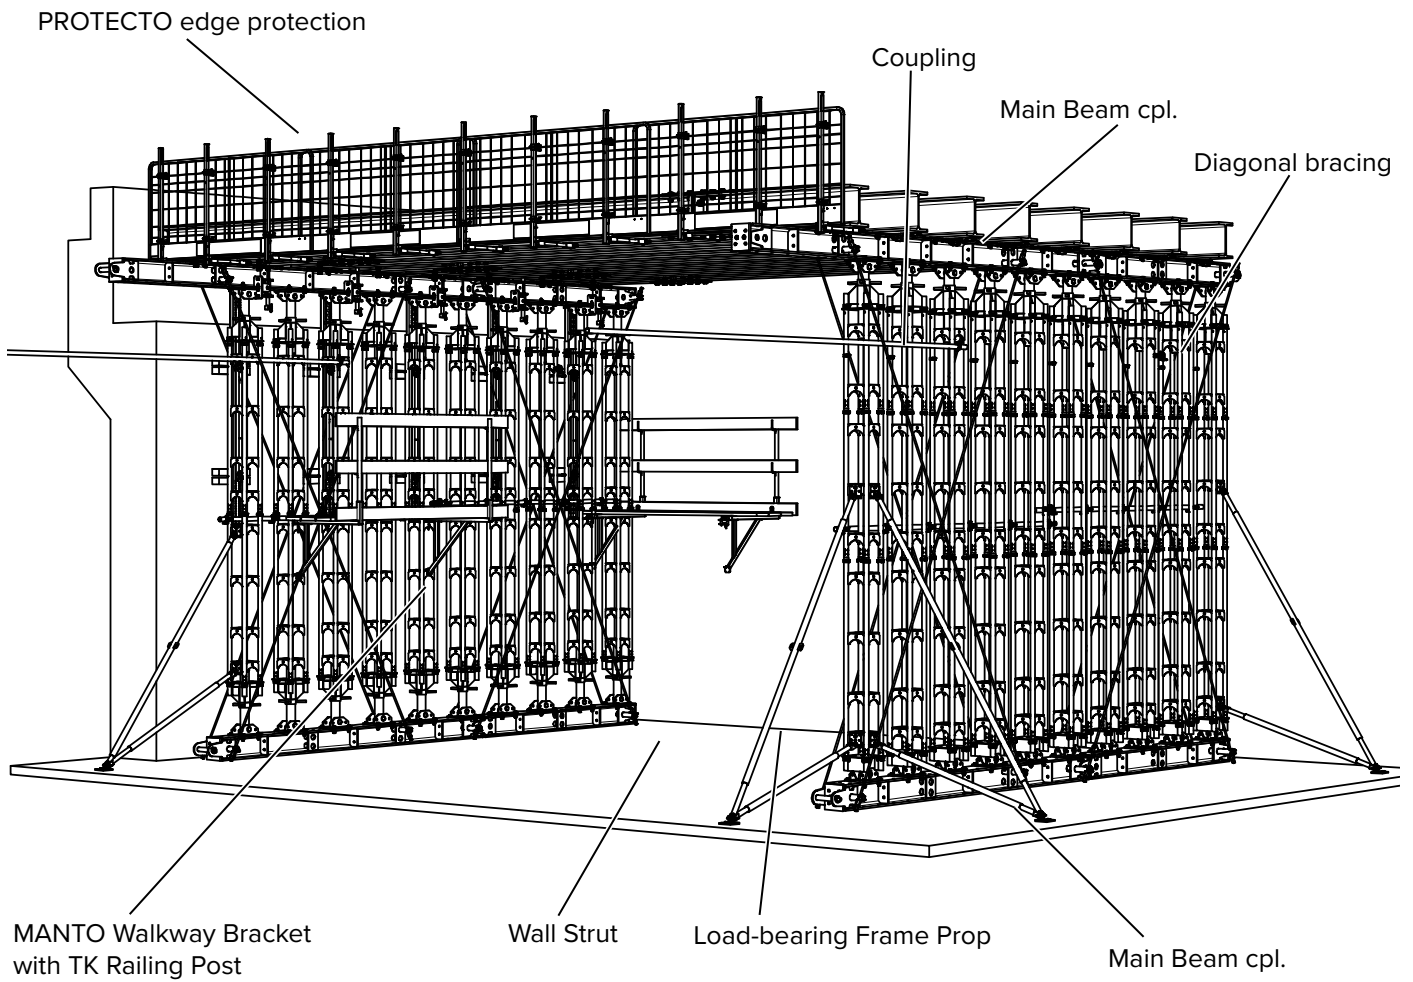 PROTECTO edge protection
Coupling
Main Beam cpl.
Diagonal bracing
MANTO Walkway Bracket
with TK Railing Post
Wall Strut
Load-bearing Frame Prop
Main Beam cpl.